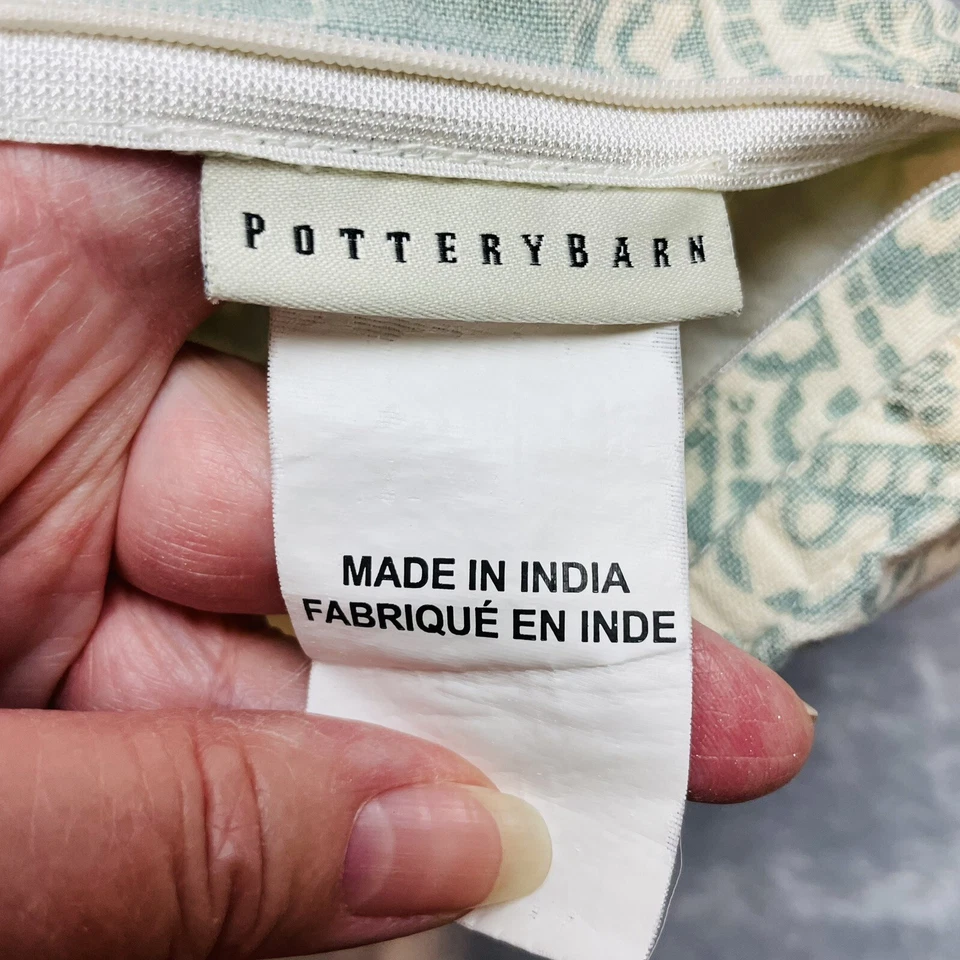 POTTERYBARN
MADE IN INDIA
FABRIQUÉ EN INDE